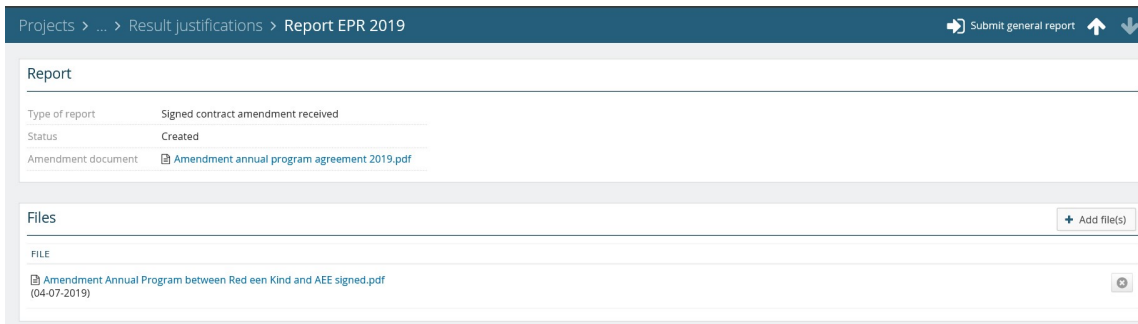 Projects > ... > Result justifications > Report EPR 2019
Submit general report
Report
Type of report Signed contract amendment received
Status Created
Amendment document Amendment annual program agreement 2019.pdf
Files
+ Add file(s)
FILE
Amendment Annual Program between Red een Kind and AEE signed.pdf
(04-07-2019)